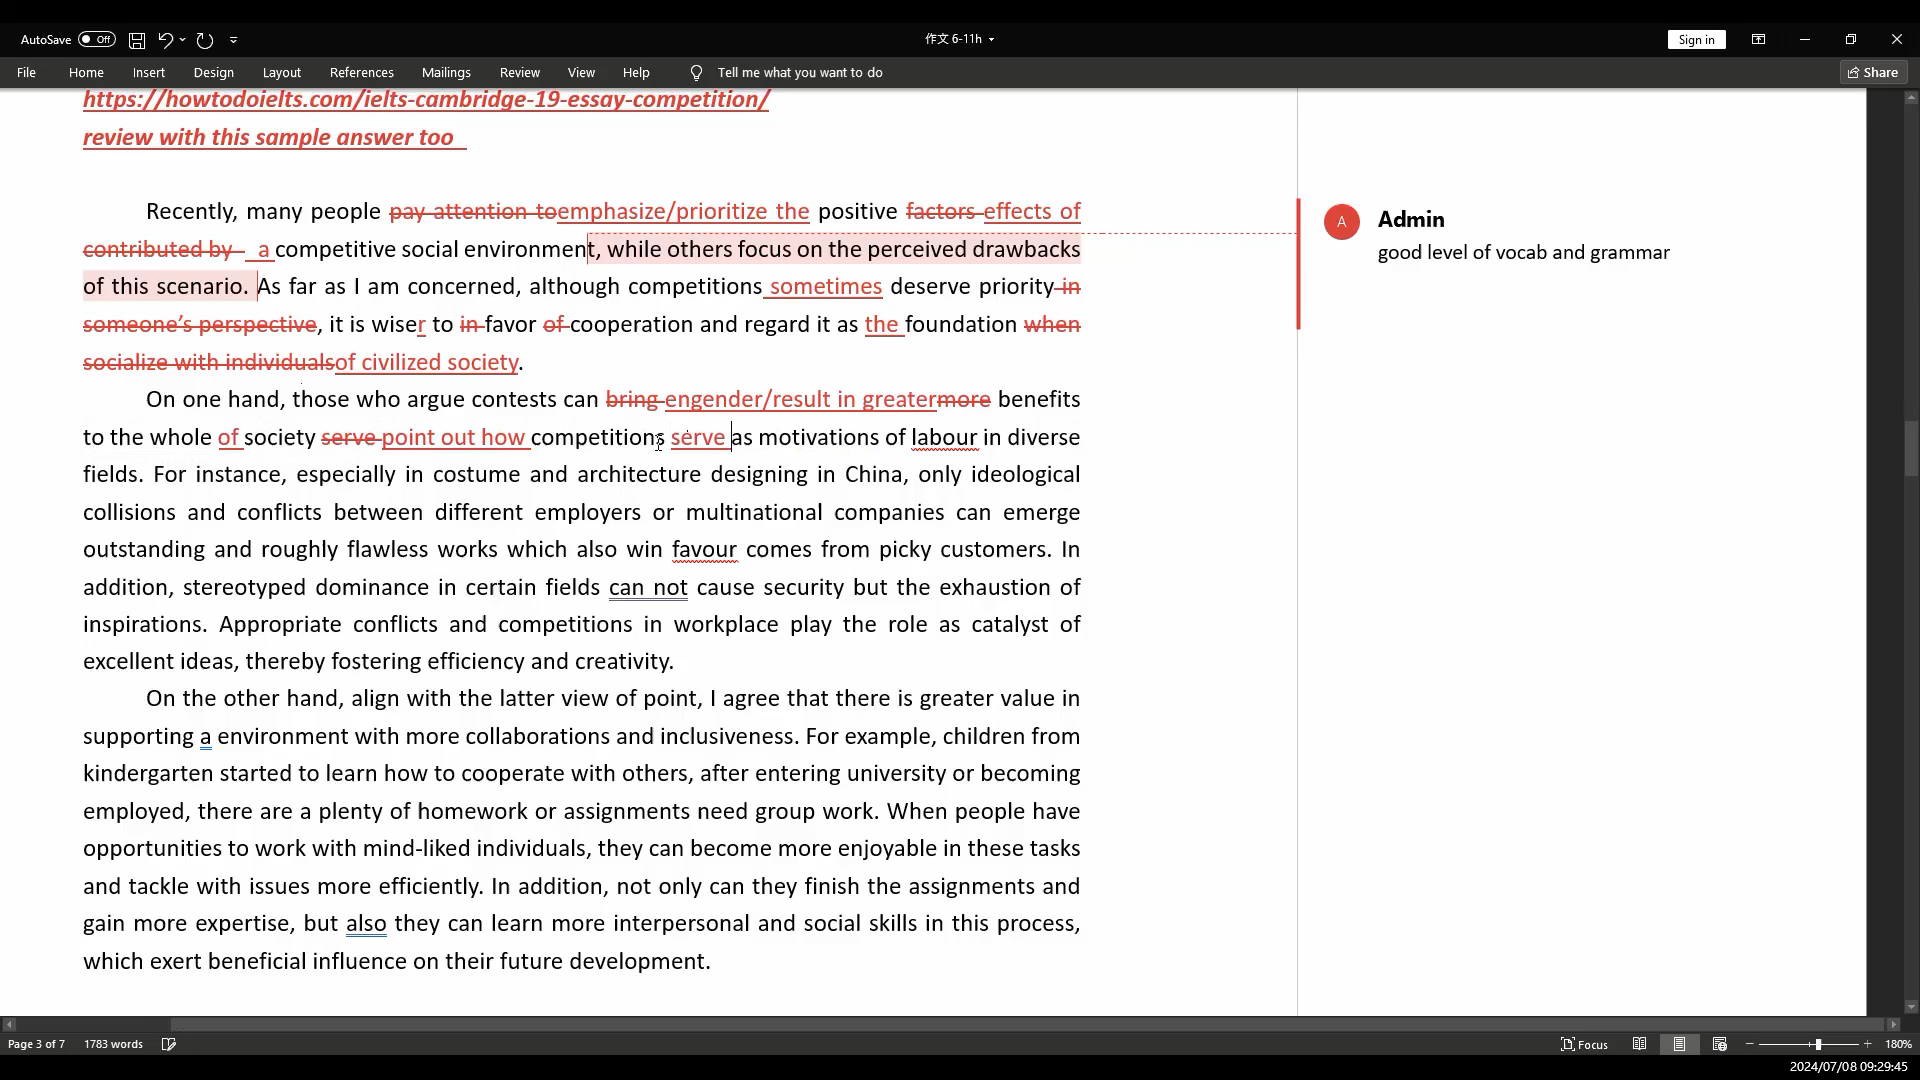 AutoSave Off 作文 6-11h Sign in
File Home Insert Design Layout References Mailings Review View Help Tell me what you want to do Share
https://howtodoielts.com/ielts-cambridge-19-essay-competition/
review with this sample answer too
Recently, many people pay attention toemphasize/prioritize the positive factors effects of
contributed by a competitive social environment, while others focus on the perceived drawbacks
of this scenario. As far as I am concerned, although competitions sometimes deserve priority in
someone’s perspective, it is wiser to in favor of cooperation and regard it as the foundation when
socialize with individualsof civilized society.
On one hand, those who argue contests can bring engender/result in greatermore benefits
to the whole of society serve point out how competitions serve as motivations of labour in diverse
fields. For instance, especially in costume and architecture designing in China, only ideological
collisions and conflicts between different employers or multinational companies can emerge
outstanding and roughly flawless works which also win favour comes from picky customers. In
addition, stereotyped dominance in certain fields can not cause security but the exhaustion of
inspirations. Appropriate conflicts and competitions in workplace play the role as catalyst of
excellent ideas, thereby fostering efficiency and creativity.
On the other hand, align with the latter view of point, I agree that there is greater value in
supporting a environment with more collaborations and inclusiveness. For example, children from
kindergarten started to learn how to cooperate with others, after entering university or becoming
employed, there are a plenty of homework or assignments need group work. When people have
opportunities to work with mind-liked individuals, they can become more enjoyable in these tasks
and tackle with issues more efficiently. In addition, not only can they finish the assignments and
gain more expertise, but also they can learn more interpersonal and social skills in this process,
which exert beneficial influence on their future development.
A Admin
good level of vocab and grammar
Page 3 of 7 1783 words Focus 180%
2024/07/08 09:29:45